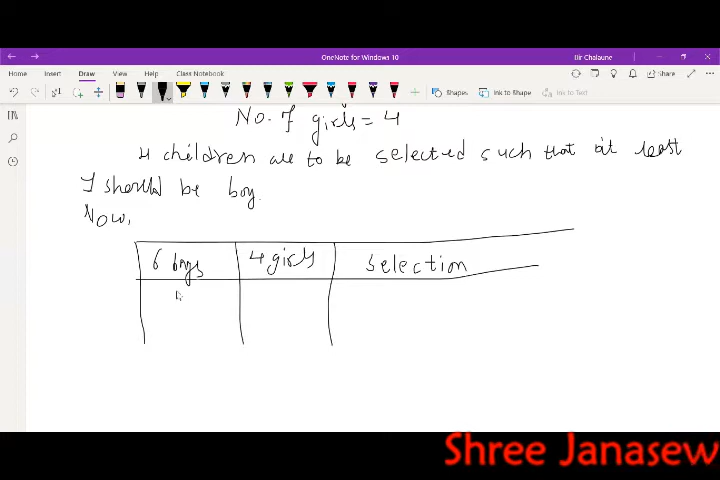 OneNote for Windows 10
Bir Chalaune
Home Insert Draw View Help Class Notebook
Share
Shapes Ink to Shape Ink to Text
No. of girls = 4
4 children are to be selected such that at least
1 should be boy.
Now,
6 boys 4 girls selection
Shree Janasew